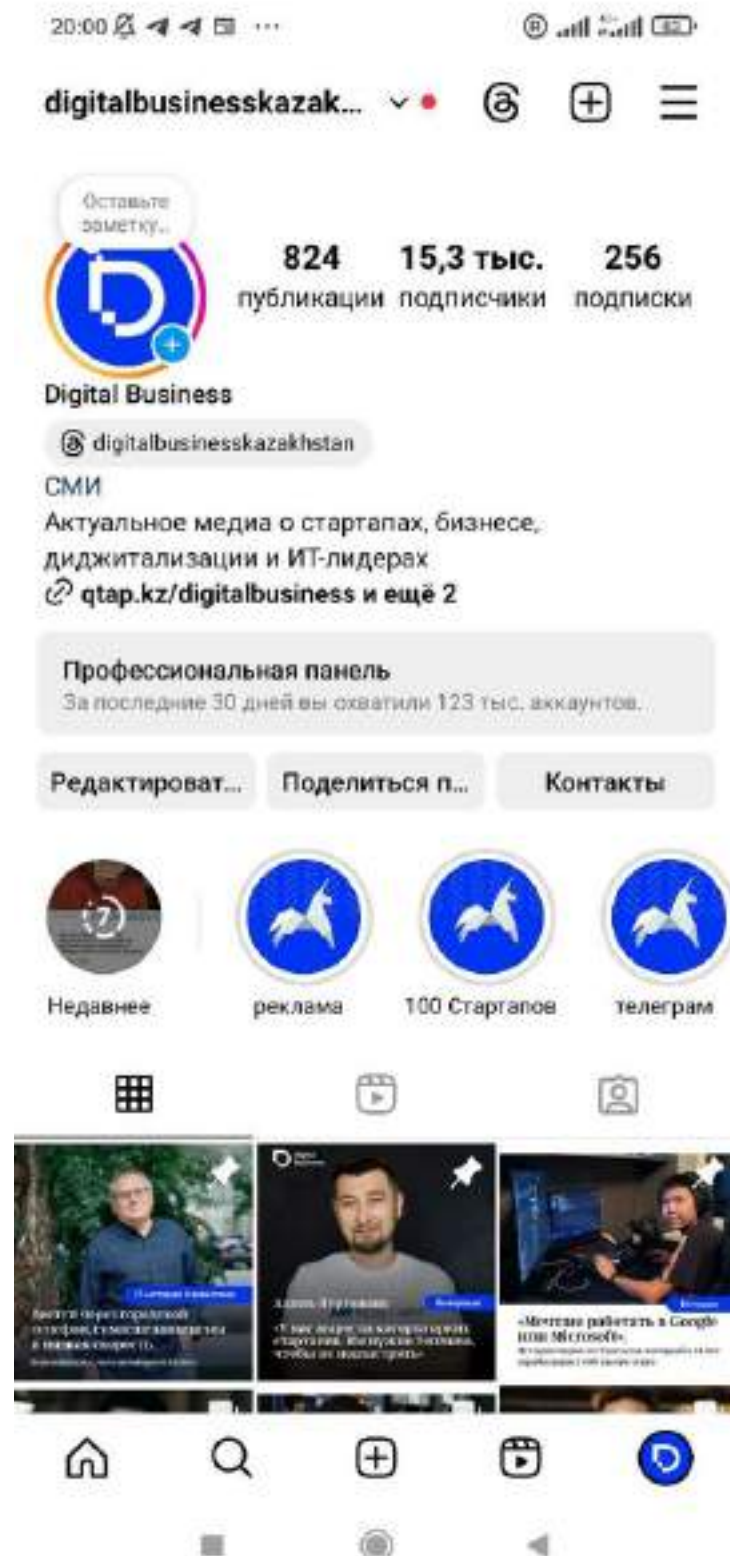 20:00
digitalbusinesskazak...
Оставьте
заметку...
824
публикации
15,3 тыс.
подписчики
256
подписки
Digital Business
digitalbusinesskazakhstan
СМИ
Актуальное медиа о стартапах, бизнесе,
диджитализации и ИТ-лидерах
qtap.kz/digitalbusiness и ещё 2
Профессиональная панель
За последние 30 дней вы охватили 123 тыс. аккаунтов.
Редактироват...
Поделиться п...
Контакты
Недавнее
реклама
100 Стартапов
телеграм
«Мечтаю работать в Google
или Microsoft».